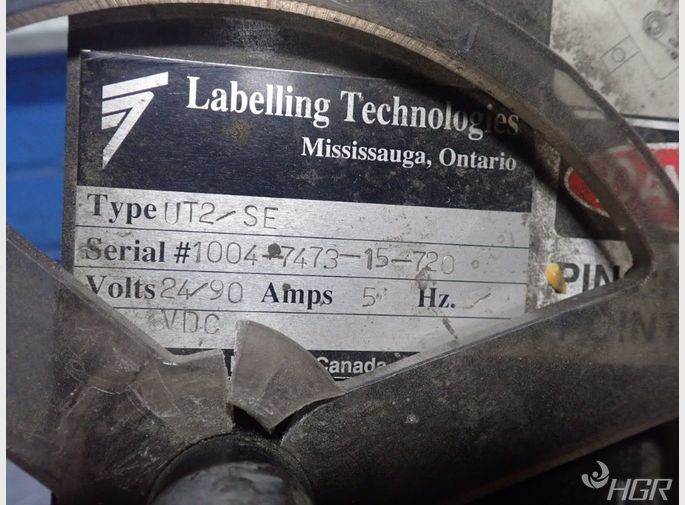 Labelling Technologies
Mississauga, Ontario
Type UT2/SE
Serial #1004-7473-15-720
Volts 24/90 Amps 5 Hz.
VDC
Canada
PIN
OINT
HGR